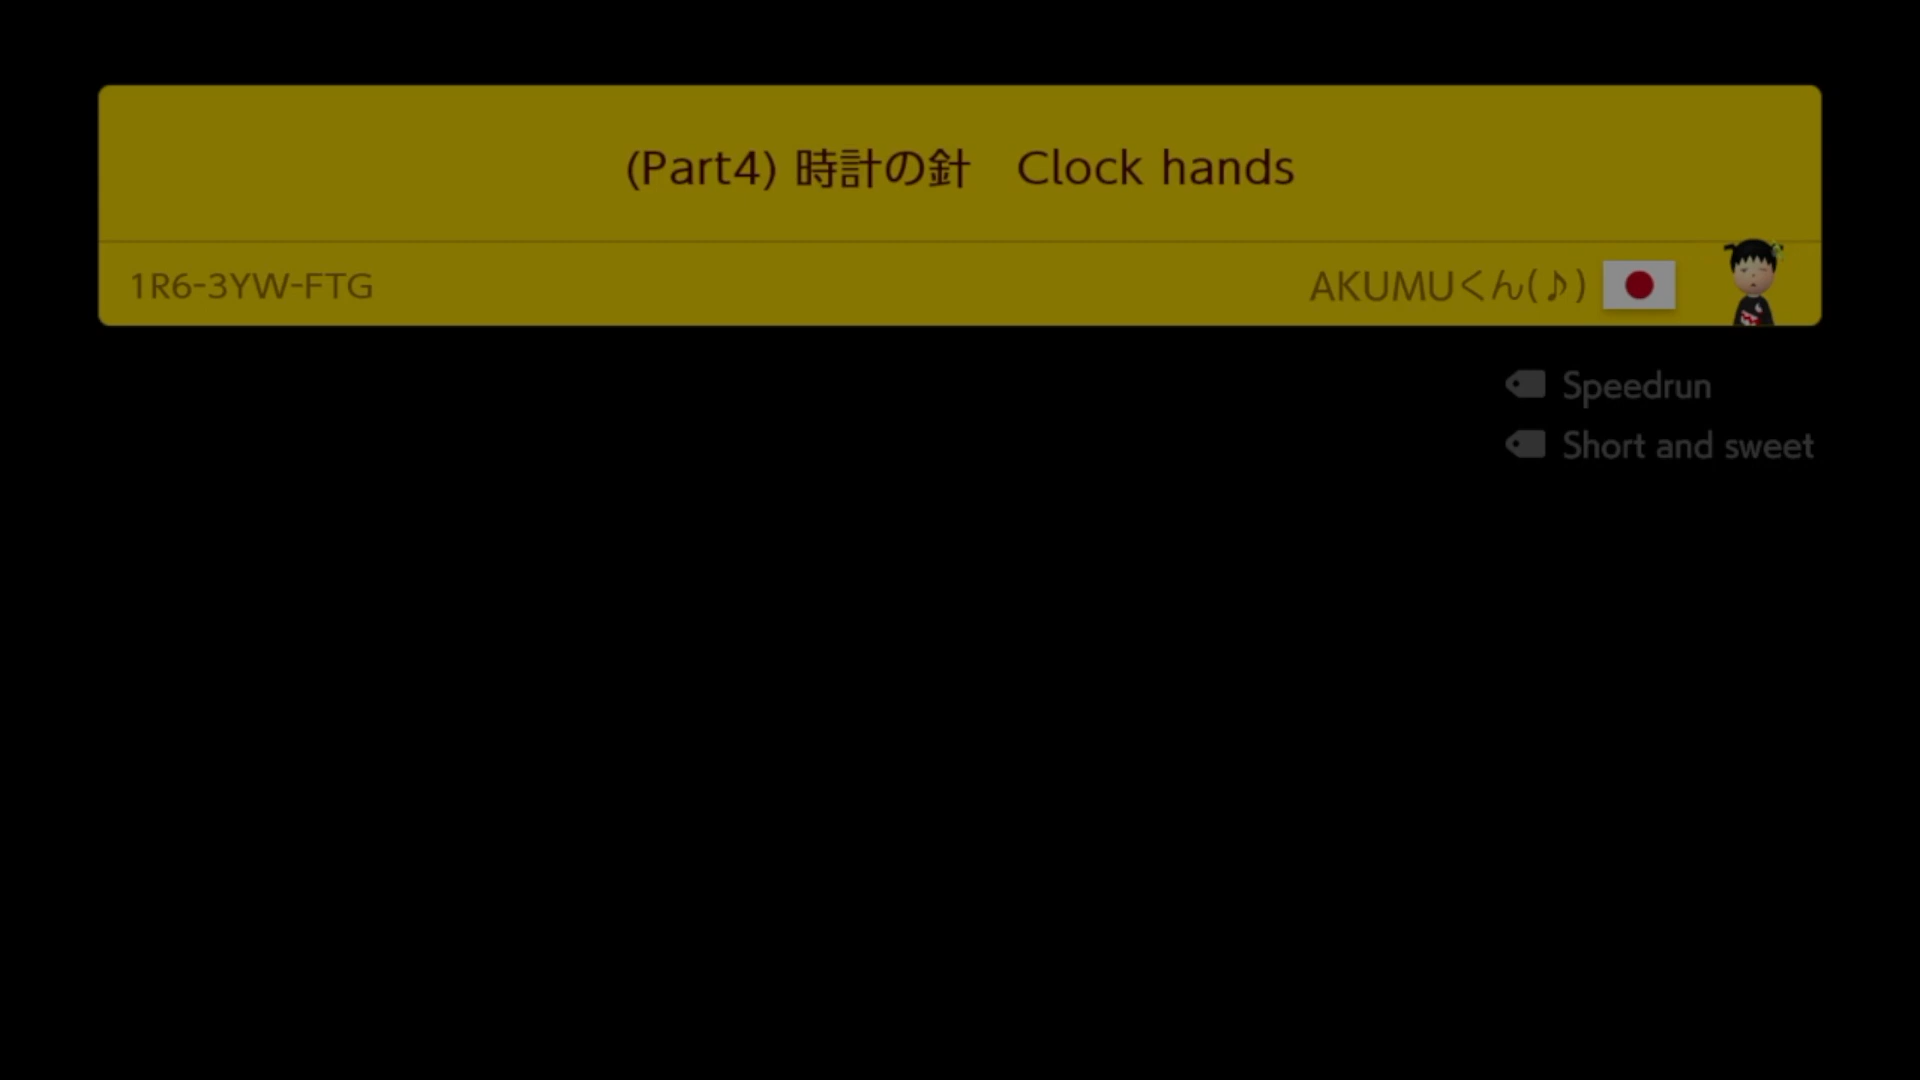 (Part4) 時計の針　Clock hands
1R6-3YW-FTG
AKUMUくん(♪)
Speedrun
Short and sweet